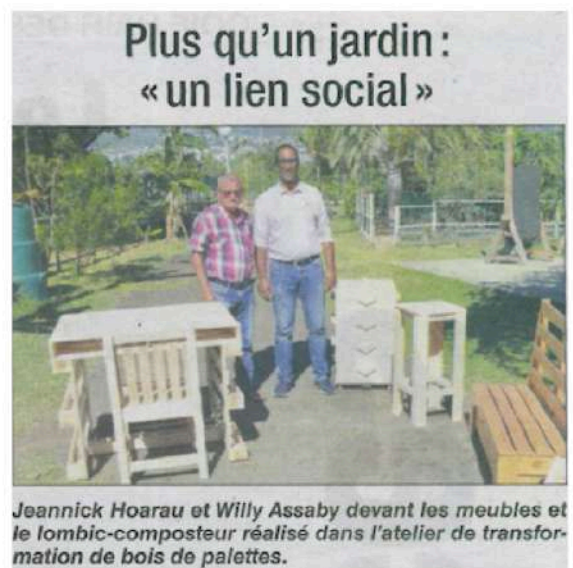 Plus qu'un jardin :
« un lien social »
Jeannick Hoarau et Willy Assaby devant les meubles et
le lombic-composteur réalisé dans l'atelier de transfor-
mation de bois de palettes.